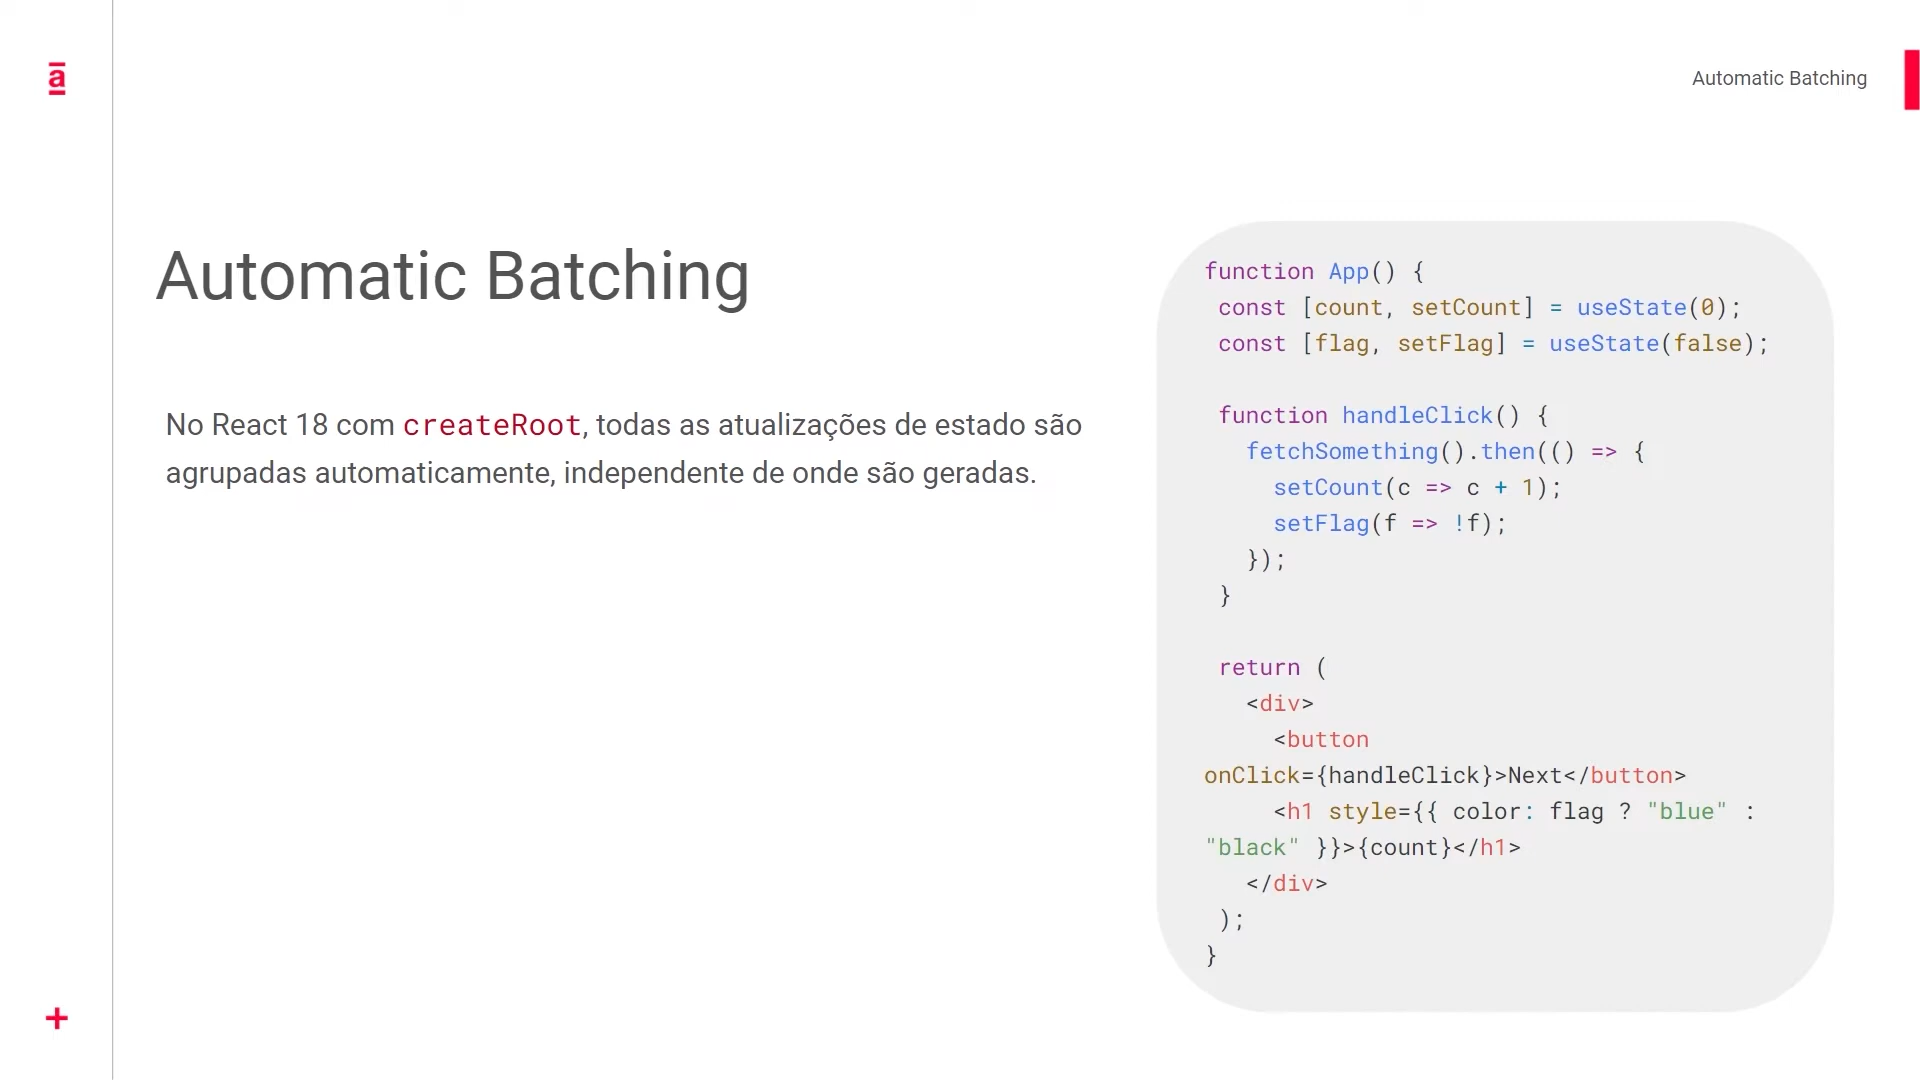 ā
Automatic Batching
Automatic Batching
No React 18 com createRoot, todas as atualizações de estado são
agrupadas automaticamente, independente de onde são geradas.
function App() {
 const [count, setCount] = useState(0);
 const [flag, setFlag] = useState(false);

 function handleClick() {
   fetchSomething().then(() => {
     setCount(c => c + 1);
     setFlag(f => !f);
   });
 }

 return (
   <div>
     <button
onClick={handleClick}>Next</button>
     <h1 style={{ color: flag ? "blue" :
"black" }}>{count}</h1>
   </div>
 );
}
+